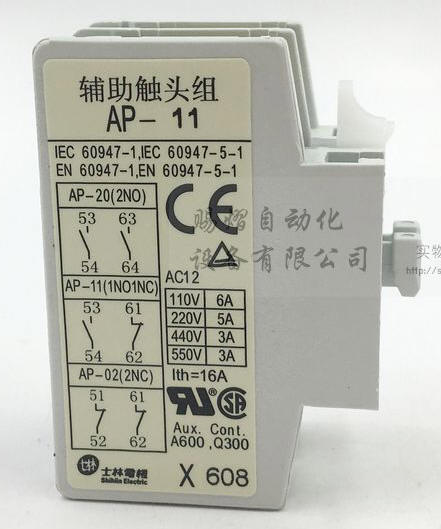 辅助触头组
AP- 11
IEC 60947-1,IEC 60947-5-1
EN 60947-1,EN 60947-5-1
AP-20(2NO)
53 63
54 64
AP-11(1NO1NC)
53 61
54 62
AP-02(2NC)
51 61
52 62
CE
AC12
110V 6A
220V 5A
440V 3A
550V 3A
Ith=16A
Aux. Cont.
A600 ,Q300
士林電機
Shihlin Electric
X 608
自动化
设备有限公司
实物